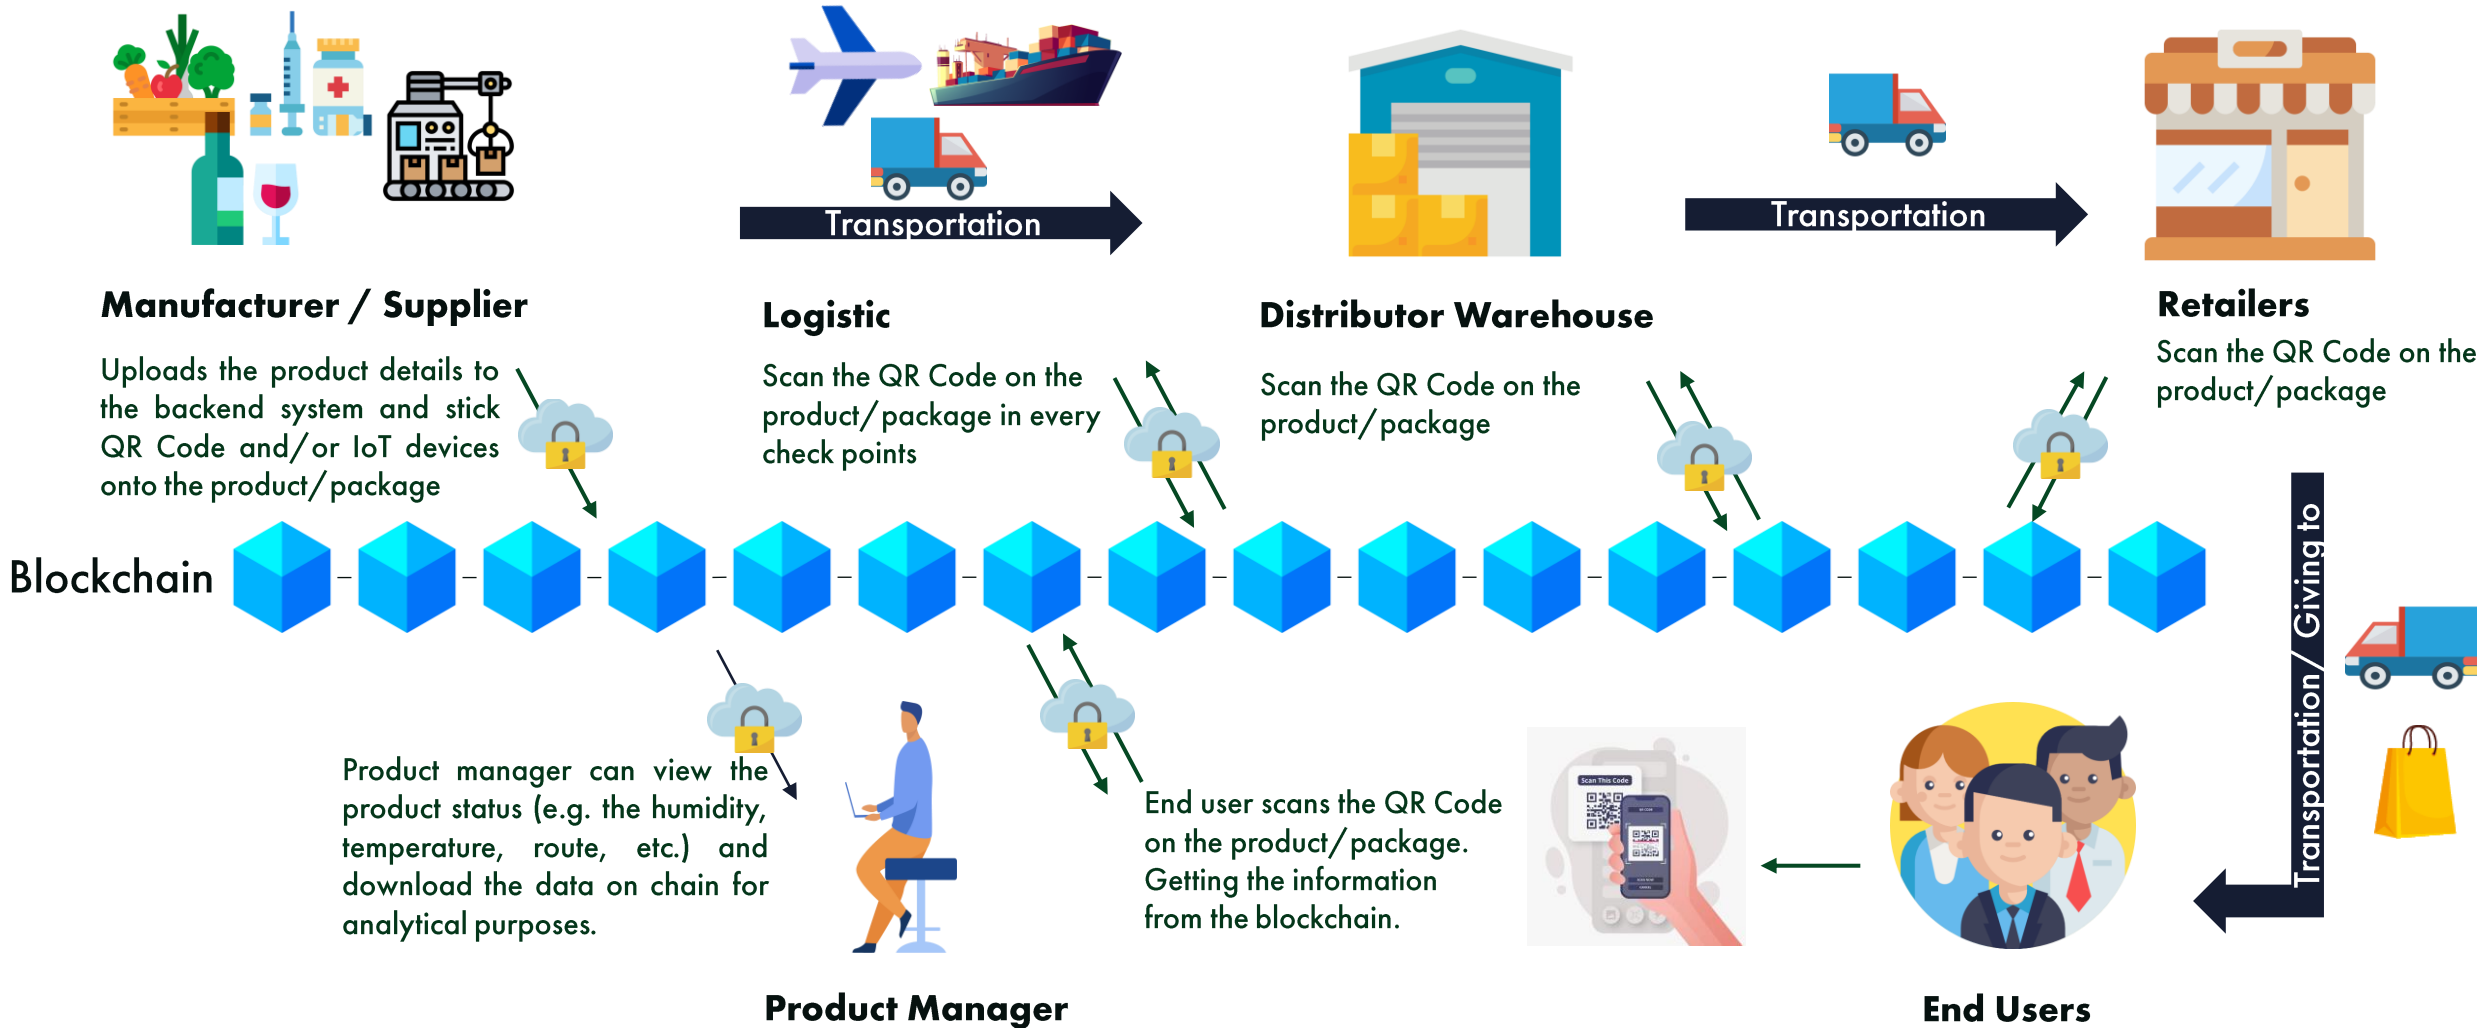 Transportation
Transportation
Manufacturer / Supplier
Uploads the product details to
the backend system and stick
QR Code and/or IoT devices
onto the product/package
Logistic
Scan the QR Code on the
product/package in every
check points
Distributor Warehouse
Scan the QR Code on the
product/package
Retailers
Scan the QR Code on the
product/package
Blockchain
Transportation/ Giving to
Product manager can view the
product status (e.g. the humidity,
temperature, route, etc.) and
download the data on chain for
analytical purposes.
Product Manager
End user scans the QR Code
on the product/package.
Getting the information
from the blockchain.
Scan This Code
End Users